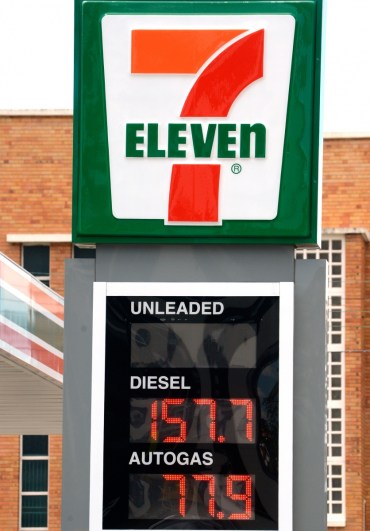 7
ELEVEn
®
UNLEADED
DIESEL
157.7
AUTOGAS
77.9